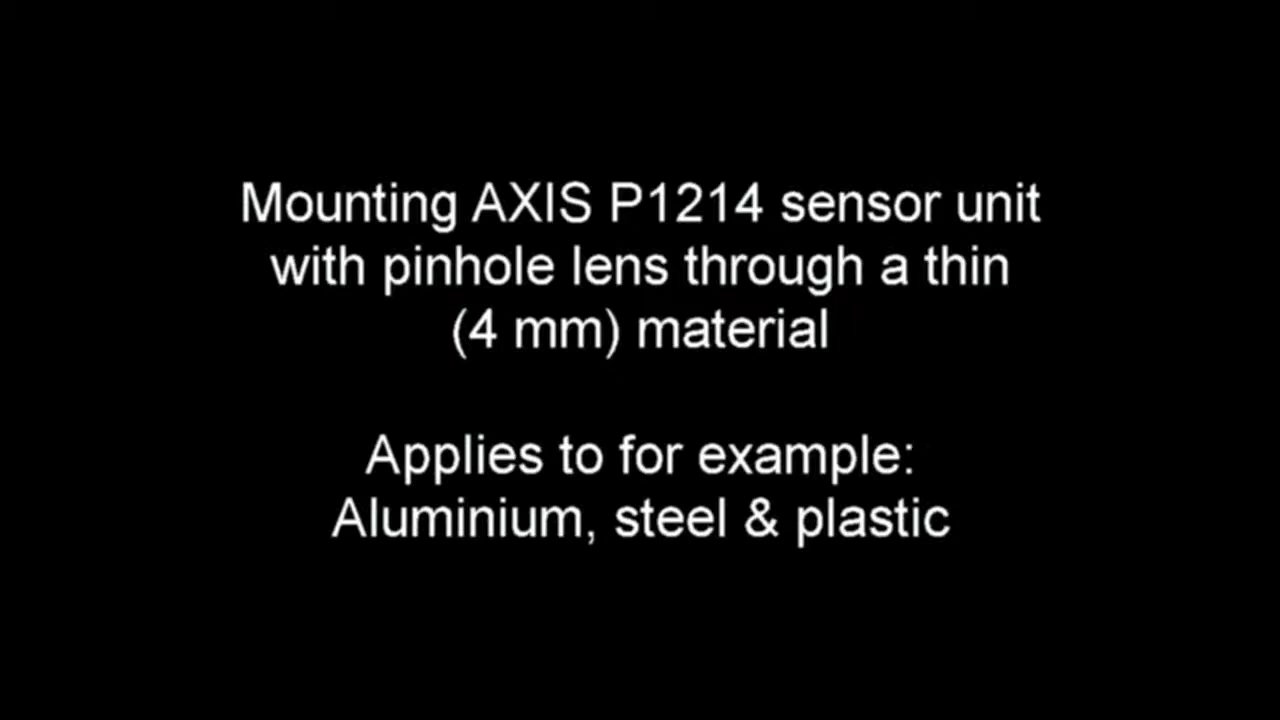 Mounting AXIS P1214 sensor unit
with pinhole lens through a thin
(4 mm) material
Applies to for example:
Aluminium, steel & plastic